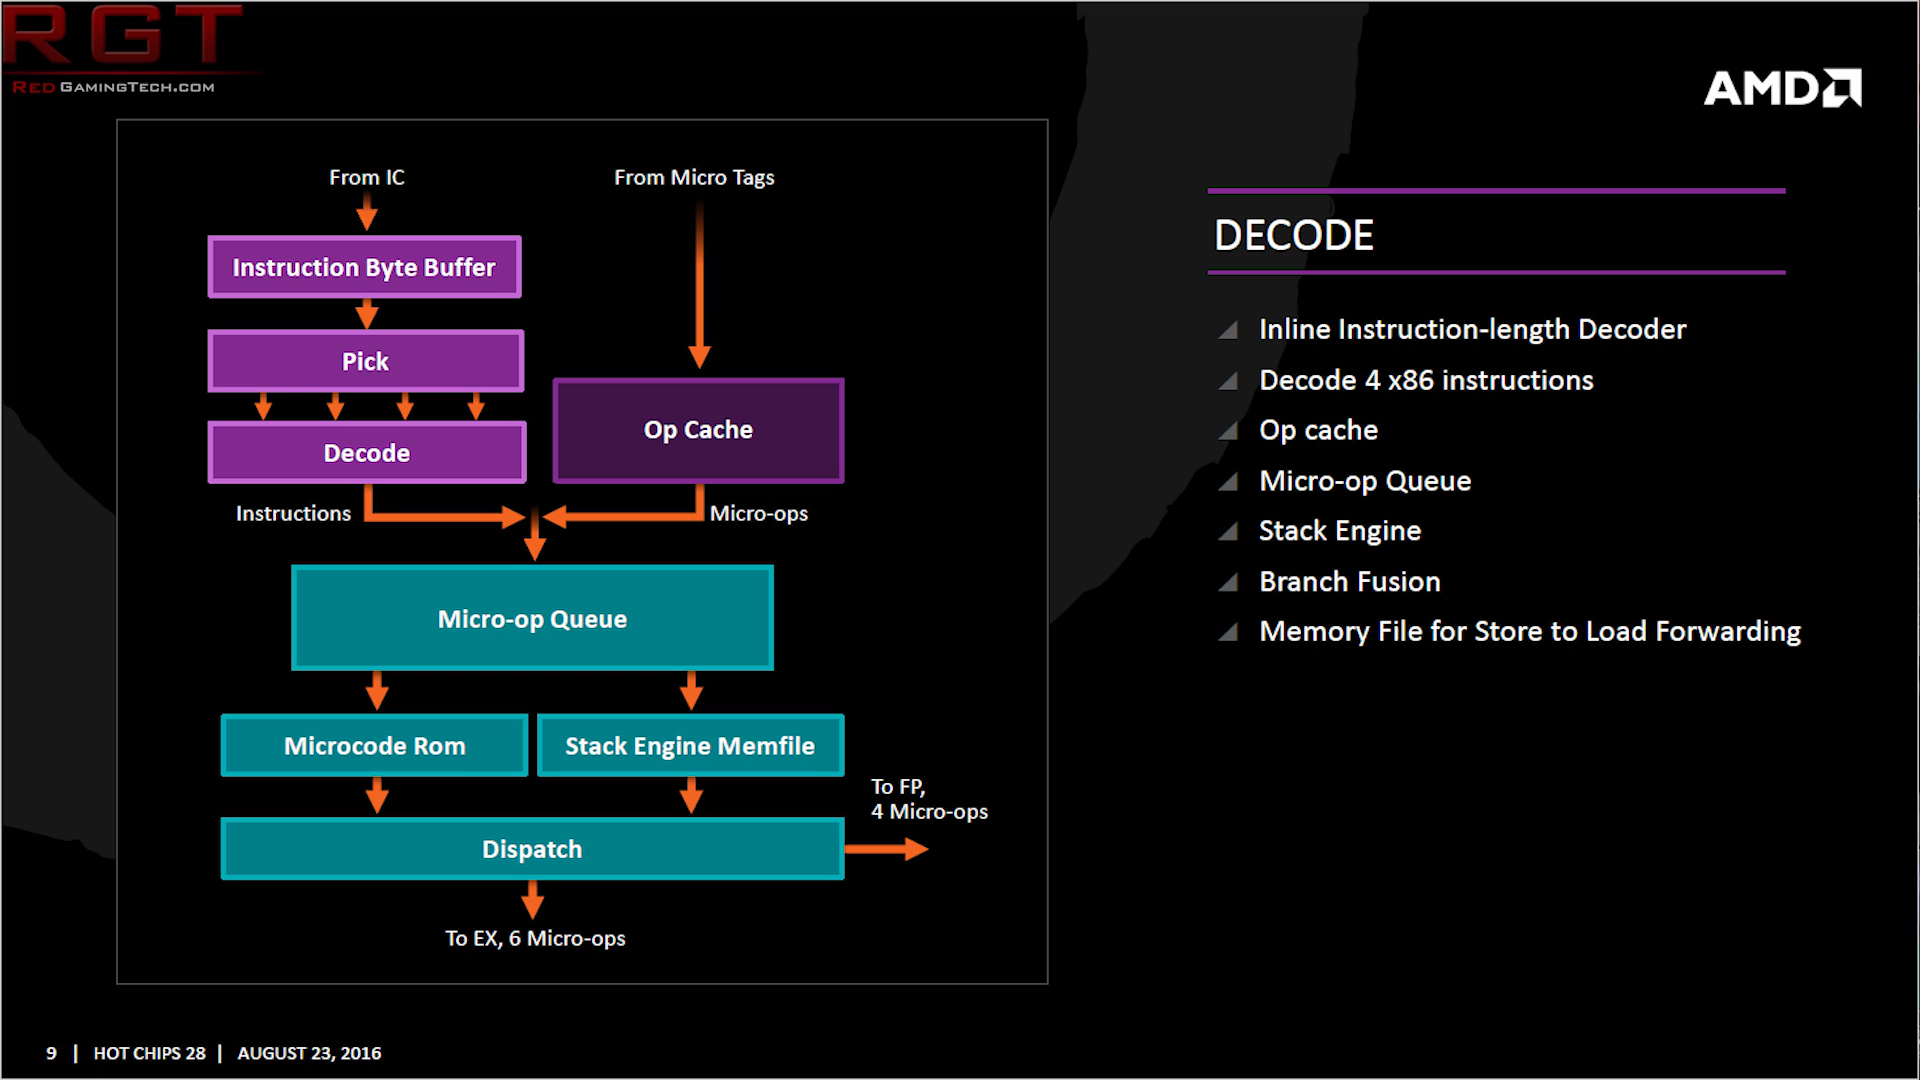 RGT
RedGamingTech.com
AMD
From IC
From Micro Tags
Instruction Byte Buffer
Pick
Decode
Op Cache
Instructions
Micro-ops
Micro-op Queue
Microcode Rom
Stack Engine Memfile
To FP,
4 Micro-ops
Dispatch
To EX, 6 Micro-ops
DECODE
Inline Instruction-length Decoder
Decode 4 x86 instructions
Op cache
Micro-op Queue
Stack Engine
Branch Fusion
Memory File for Store to Load Forwarding
9 | HOT CHIPS 28 | AUGUST 23, 2016